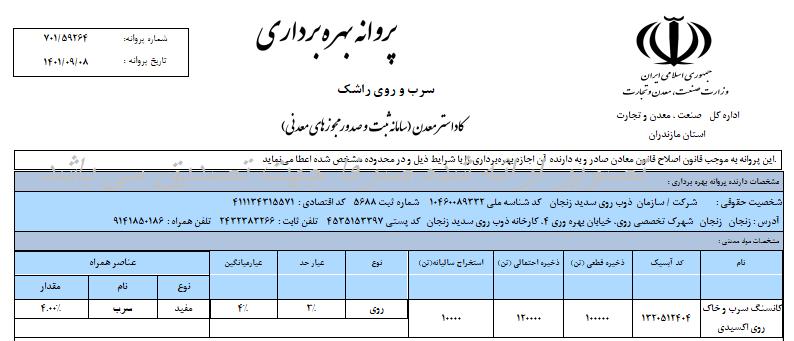 جمهوری اسلامی ایران
وزارت صنعت، معدن و تجارت
اداره کل صنعت ، معدن و تجارت
استان مازندران
پروانه بهره برداری
سرب و روی راشک
کاداستر معدن (سامانه ثبت و صدور مجوزهای معدنی)
شماره پروانه: ۷۰۱/۵۹۲۶۴
تاریخ پروانه : ۱۴۰۱/۰۹/۰۸
این پروانه به موجب قانون اصلاح قانون معادن صادر و به دارنده آن اجازه بهره‌برداری را با شرایط ذیل و در محدوده مشخص شده اعطا می‌نماید.
مشخصات دارنده پروانه بهره برداری :
شخصیت حقوقی : شرکت / سازمان ذوب روی سدید زنجان کد شناسه ملی ۱۰۴۶۰۰۸۹۳۳۲ شماره ثبت ۵۶۸۸ کد اقتصادی : ۴۱۱۱۳۴۳۱۵۵۷۱
آدرس : زنجان زنجان شهرک تخصصی روی، خیابان بهره وری ۴، کارخانه ذوب روی سدید زنجان کد پستی ۴۵۳۵۱۵۳۳۹۷ تلفن ثابت : ۲۴۳۲۳۸۳۲۶۶ تلفن همراه : ۹۱۴۱۸۵۰۱۸۶
مشخصات مواد معدنی :
نام کد آیسیک ذخیره قطعی (تن) ذخیره احتمالی (تن) استخراج سالیانه(تن) نوع عیار حد عیارمیانگین عناصر همراه
نوع نام مقدار
کانسنگ سرب و خاک روی اکسیدی ۱۳۲۰۵۱۲۴۰۴ ۱۰۰۰۰۰ ۱۲۰۰۰۰ ۱۰۰۰۰ روی ۳٪ ۴٪ مفید سرب ۴.۰۰٪